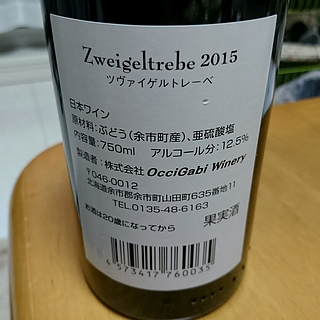 Zweigeltrebe 2015
ツヴァイゲルトレーベ
日本ワイン
原材料：ぶどう（余市町産）、亜硫酸塩
内容量：750ml　アルコール分：12.5%
製造者：株式会社 OcciGabi Winery
〒046-0012
北海道余市郡余市町山田町635番地11
TEL.0135-48-6163
果実酒
お酒は20歳になってから
4 573417 760035